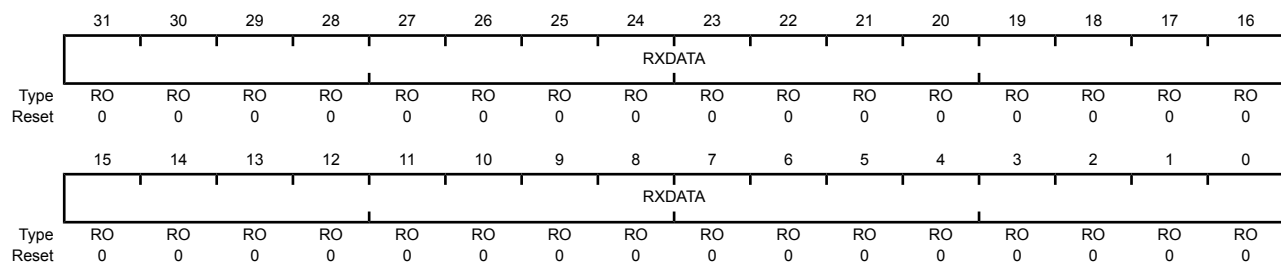 31 30 29 28 27 26 25 24 23 22 21 20 19 18 17 16
RXDATA
Type RO RO RO RO RO RO RO RO RO RO RO RO RO RO RO RO
Reset 0 0 0 0 0 0 0 0 0 0 0 0 0 0 0 0
15 14 13 12 11 10 9 8 7 6 5 4 3 2 1 0
RXDATA
Type RO RO RO RO RO RO RO RO RO RO RO RO RO RO RO RO
Reset 0 0 0 0 0 0 0 0 0 0 0 0 0 0 0 0